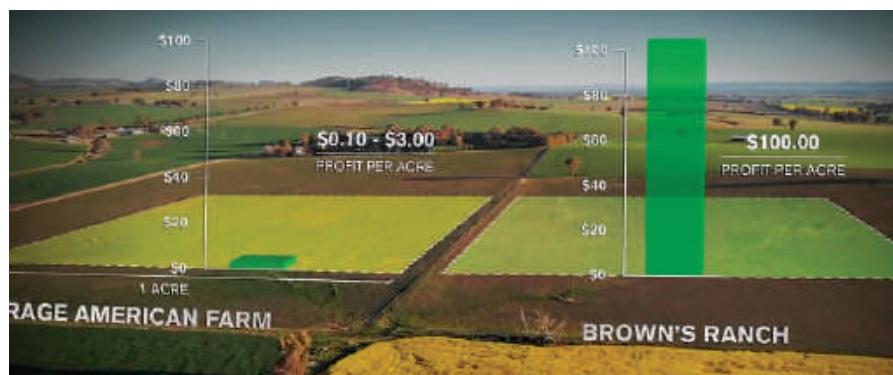 $100
$80
$60
$40
$20
$0
1 ACRE
$0.10 - $3.00
PROFIT PER ACRE
RAGE AMERICAN FARM
$100
$80
$60
$40
$20
$0
$100.00
PROFIT PER ACRE
BROWN'S RANCH